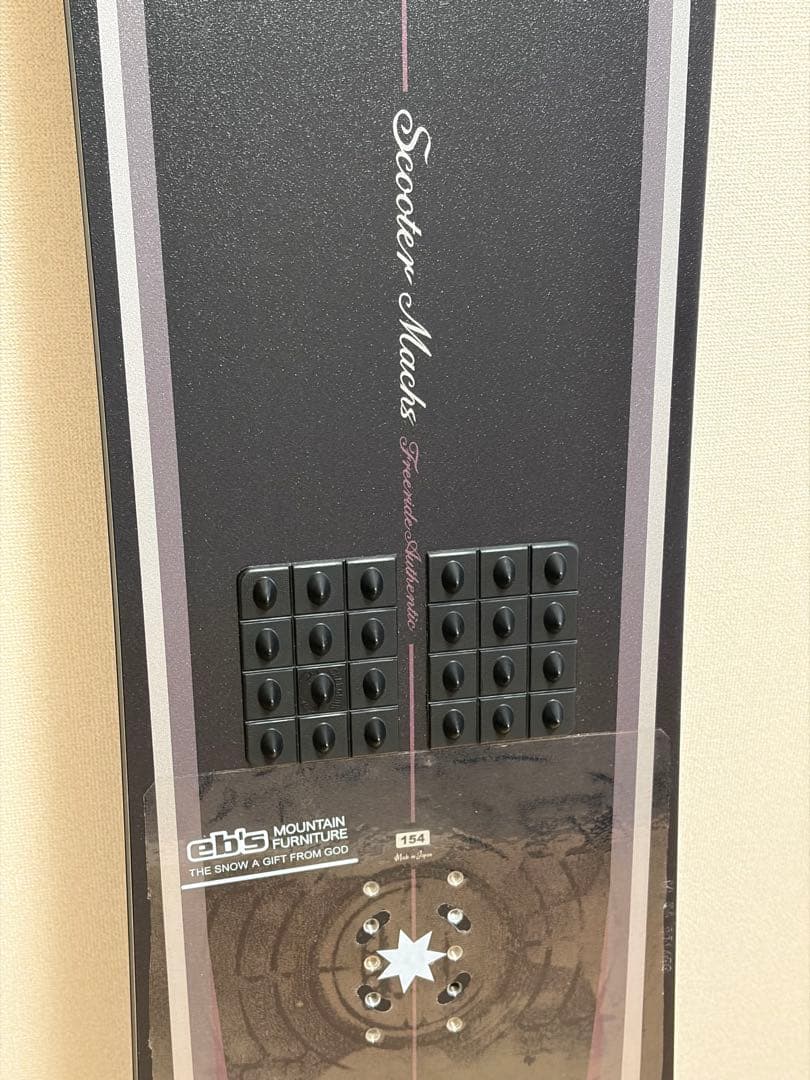 Scooter Machs Freeride Authentic
eb's MOUNTAIN FURNITURE
THE SNOW A GIFT FROM GOD
154
Made in Japan